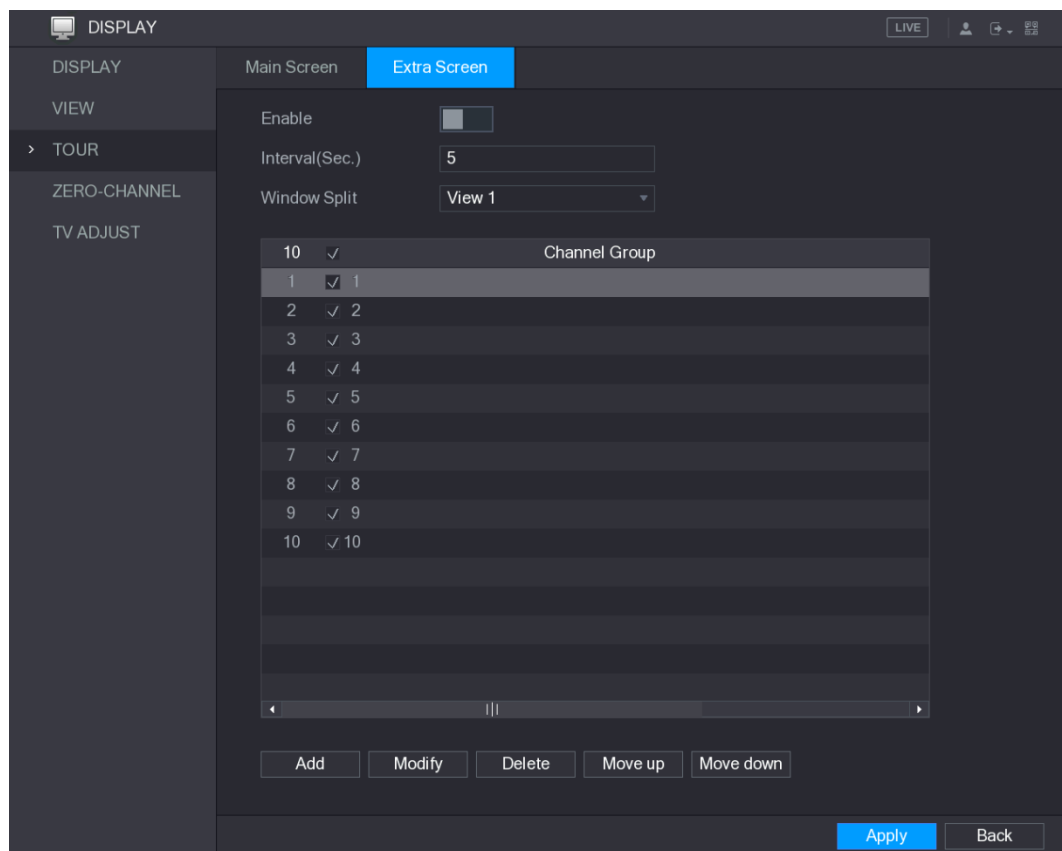 DISPLAY LIVE
DISPLAY Main Screen Extra Screen
VIEW Enable
TOUR Interval(Sec.) 5
ZERO-CHANNEL Window Split View 1
TV ADJUST
10 Channel Group
1 1
2 2
3 3
4 4
5 5
6 6
7 7
8 8
9 9
10 10
Add Modify Delete Move up Move down
Apply Back